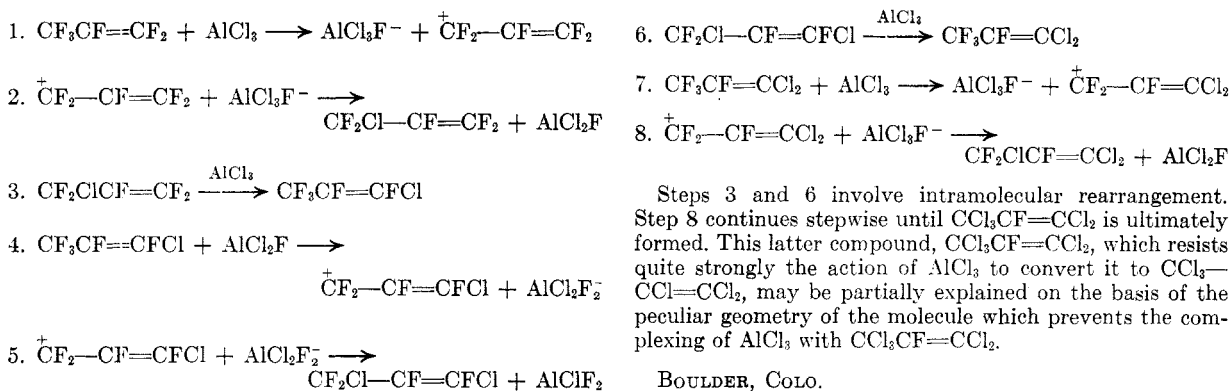 1. CF₃CF=CF₂ + AlCl₃ ⟶ AlCl₃F⁻ + ⁺CF₂—CF=CF₂
2. ⁺CF₂—CF=CF₂ + AlCl₃F⁻ ⟶
CF₂Cl—CF=CF₂ + AlCl₂F
3. CF₂ClCF=CF₂ —AlCl₃→ CF₃CF=CFCl
4. CF₃CF=CFCl + AlCl₂F ⟶
⁺CF₂—CF=CFCl + AlCl₂F₂⁻
5. ⁺CF₂—CF=CFCl + AlCl₂F₂⁻ ⟶
CF₂Cl—CF=CFCl + AlClF₂
6. CF₂Cl—CF=CFCl —AlCl₃→ CF₃CF=CCl₂
7. CF₃CF=CCl₂ + AlCl₃ ⟶ AlCl₃F⁻ + ⁺CF₂—CF=CCl₂
8. ⁺CF₂—CF=CCl₂ + AlCl₃F⁻ ⟶
CF₂ClCF=CCl₂ + AlCl₂F
Steps 3 and 6 involve intramolecular rearrangement.
Step 8 continues stepwise until CCl₃CF=CCl₂ is ultimately
formed. This latter compound, CCl₃CF=CCl₂, which resists
quite strongly the action of AlCl₃ to convert it to CCl₃—
CCl=CCl₂, may be partially explained on the basis of the
peculiar geometry of the molecule which prevents the com-
plexing of AlCl₃ with CCl₃CF=CCl₂.
BOULDER, COLO.